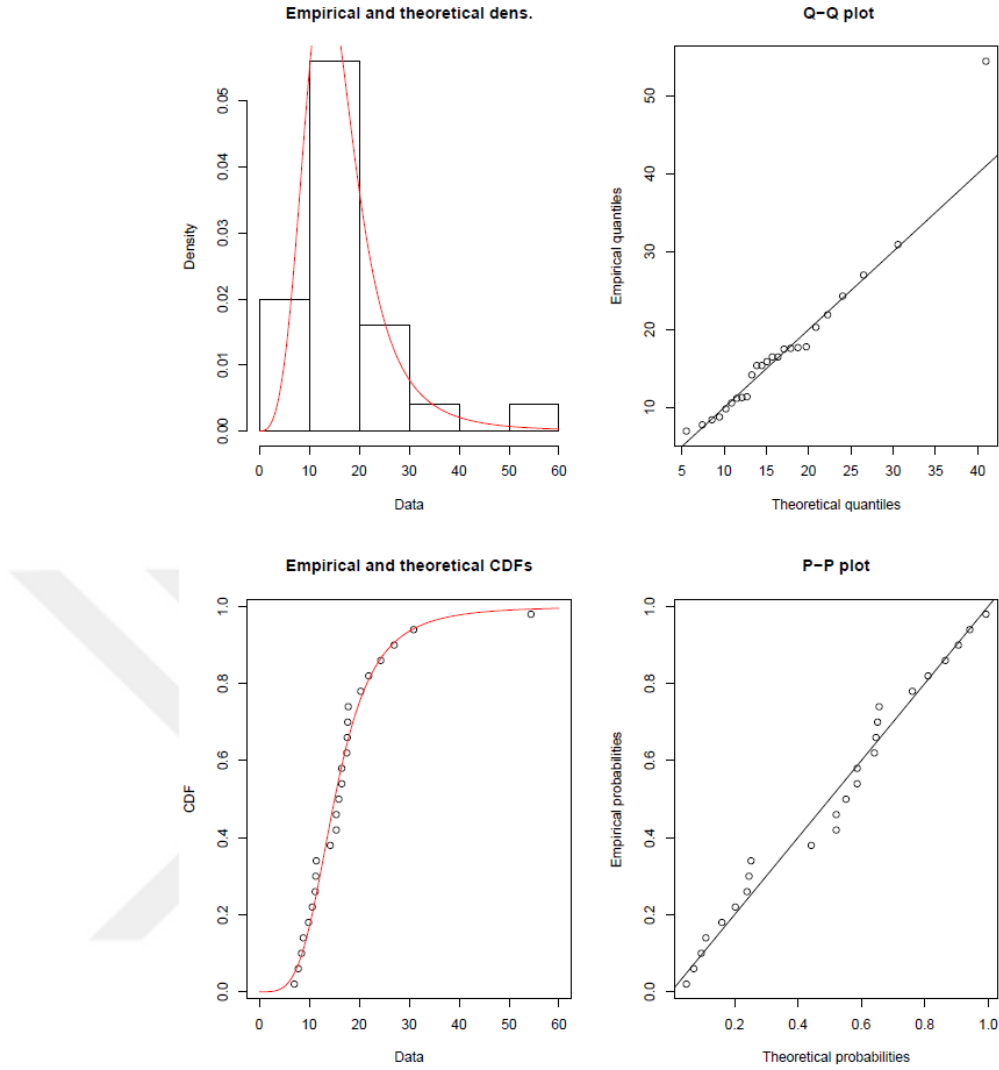 Empirical and theoretical dens.
Density
0.00 0.01 0.02 0.03 0.04 0.05
0 10 20 30 40 50 60
Data
Q−Q plot
Empirical quantiles
10 20 30 40 50
5 10 15 20 25 30 35 40
Theoretical quantiles
Empirical and theoretical CDFs
CDF
0.0 0.2 0.4 0.6 0.8 1.0
0 10 20 30 40 50 60
Data
P−P plot
Empirical probabilities
0.0 0.2 0.4 0.6 0.8 1.0
0.2 0.4 0.6 0.8 1.0
Theoretical probabilities